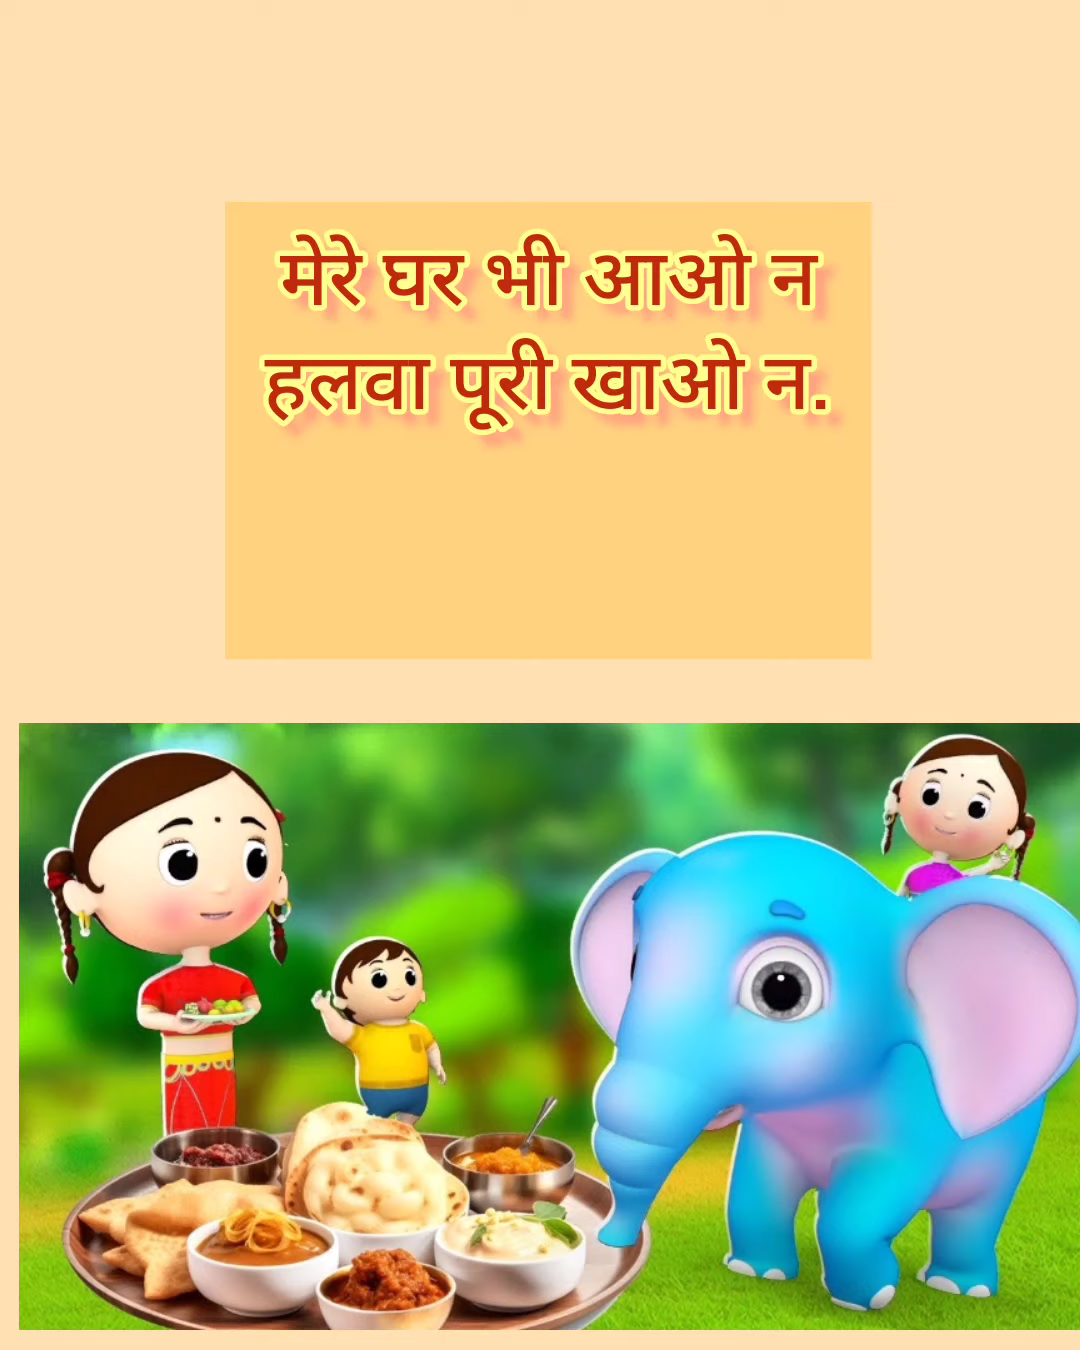 मेरे घर भी आओ न
हलवा पूरी खाओ न.